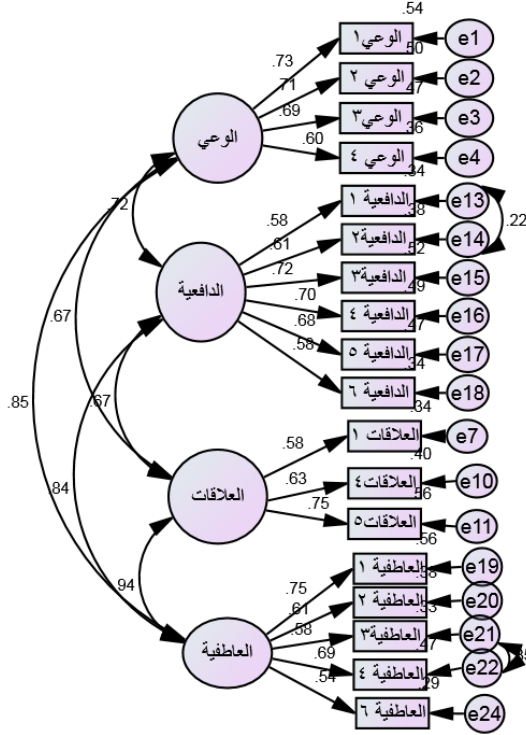 .54
.73 الوعي١ e1
.50
.71 الوعي ٢ e2
.47
.69 الوعي٣ e3
.36
.60 الوعي ٤ e4
الوعي
.34
.72
.58 الدافعية ١ e13
.38
.22
.61 الدافعية٢ e14
.52
.72 الدافعية٣ e15
.49
الدافعية
.70 الدافعية ٤ e16
.47
.68 الدافعية ٥ e17
.34
.58 الدافعية ٦ e18
.67
.34
.85
.67
.58 العلاقات ١ e7
.40
.63 العلاقات٤ e10
.56
.84
العلاقات
.75 العلاقات٥ e11
.56
.94
.75 العاطفية ١ e19
.61 العاطفية ٢ e20
.58 العاطفية٣ e21
.47
العاطفية
.69 العاطفية ٤ e22
.29
.54 العاطفية ٦ e24